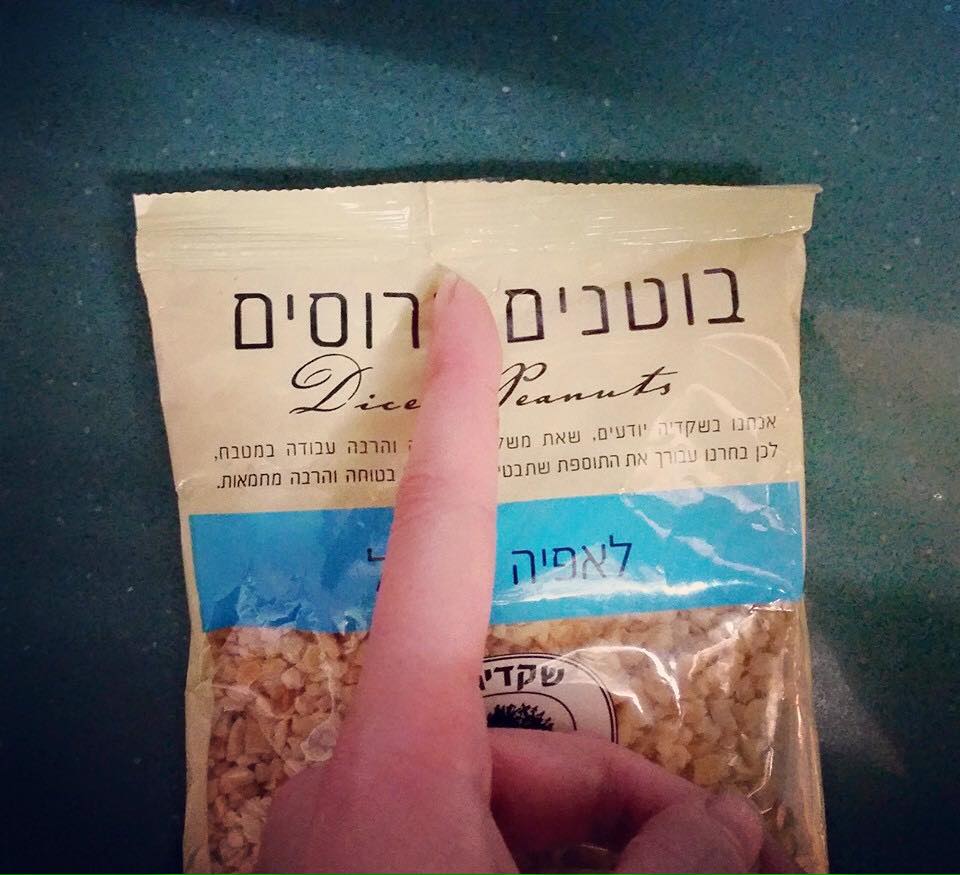 בוטנים רוסים
Dice Peanuts
אנחנו בשקדיה יודעים, שאת והרבה עבודה במטבח,
לכן בחרנו עבורך את התוספת בטוחה והרבה מחמאות.
לאפיה
שקדי